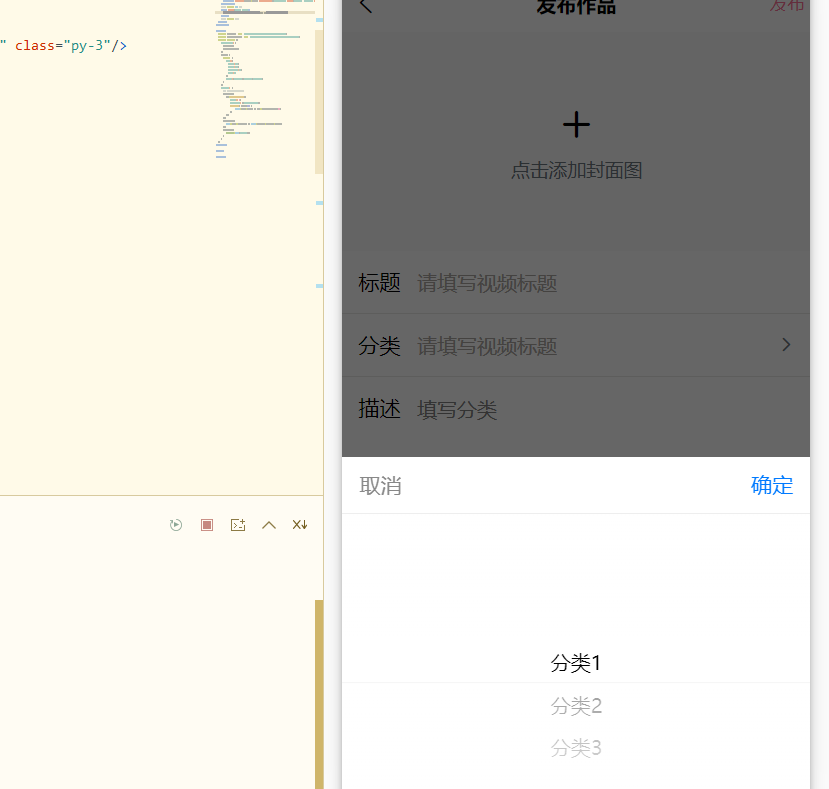 " class="py-3"/>
发布作品
发布
点击添加封面图
标题 请填写视频标题
分类 请填写视频标题
描述 填写分类
取消 确定
分类1
分类2
分类3